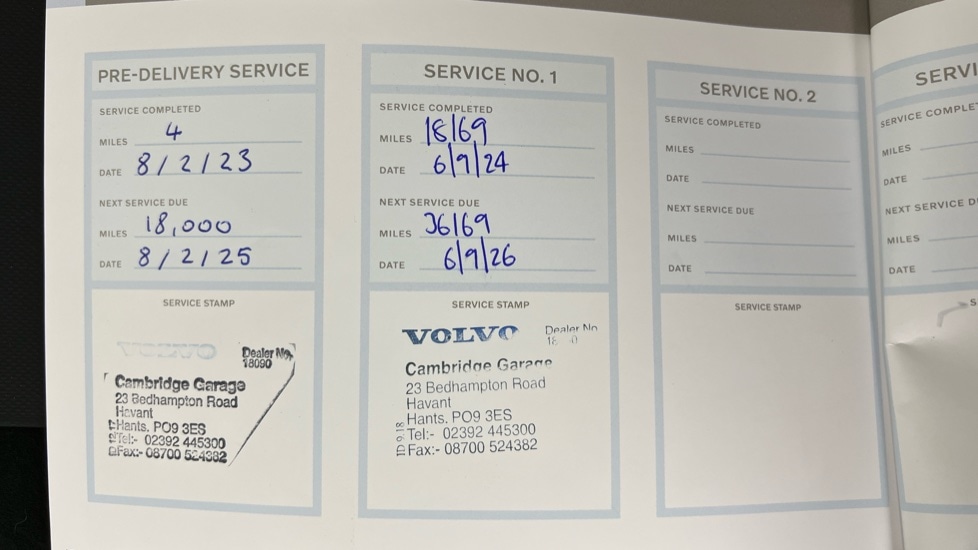 PRE-DELIVERY SERVICE
SERVICE COMPLETED
MILES 4
DATE 8/2/23
NEXT SERVICE DUE
MILES 18,000
DATE 8/2/25
SERVICE STAMP
VOLVO
Dealer No.
18090
Cambridge Garage
23 Bedhampton Road
Havant
Hants. PO9 3ES
Tel:- 02392 445300
Fax:- 08700 524382
SERVICE NO. 1
SERVICE COMPLETED
MILES 18169
DATE 6/9/24
NEXT SERVICE DUE
MILES 36169
DATE 6/9/26
SERVICE STAMP
VOLVO
Dealer No
Cambridge Garage
23 Bedhampton Road
Havant
Hants. PO9 3ES
Tel:- 02392 445300
Fax:- 08700 524382
SERVICE NO. 2
SERVICE COMPLETED
MILES
DATE
NEXT SERVICE DUE
MILES
DATE
SERVICE STAMP
SERVI
SERVICE COMPLE
MILES
DATE
NEXT SERVICE D
MILES
DATE
S